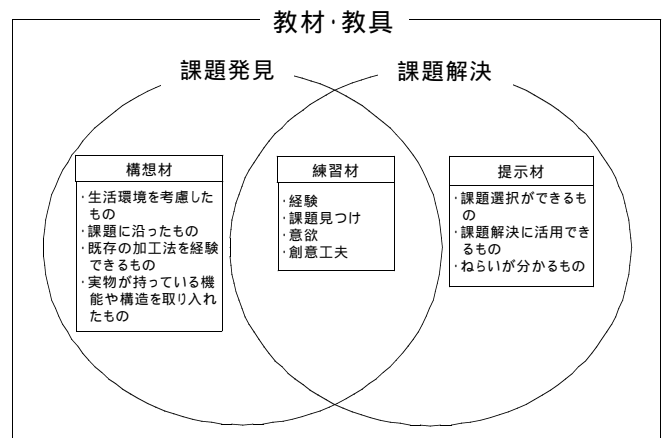 教材・教具
課題発見
課題解決
構想材
・生活環境を考慮した
もの
・課題に沿ったもの
・既存の加工法を経験
できるもの
・実物が持っている機
能や構造を取り入れ
たもの
練習材
・経験
・課題見つけ
・意欲
・創意工夫
提示材
・課題選択ができるも
の
・課題解決に活用でき
るもの
・ねらいが分かるもの